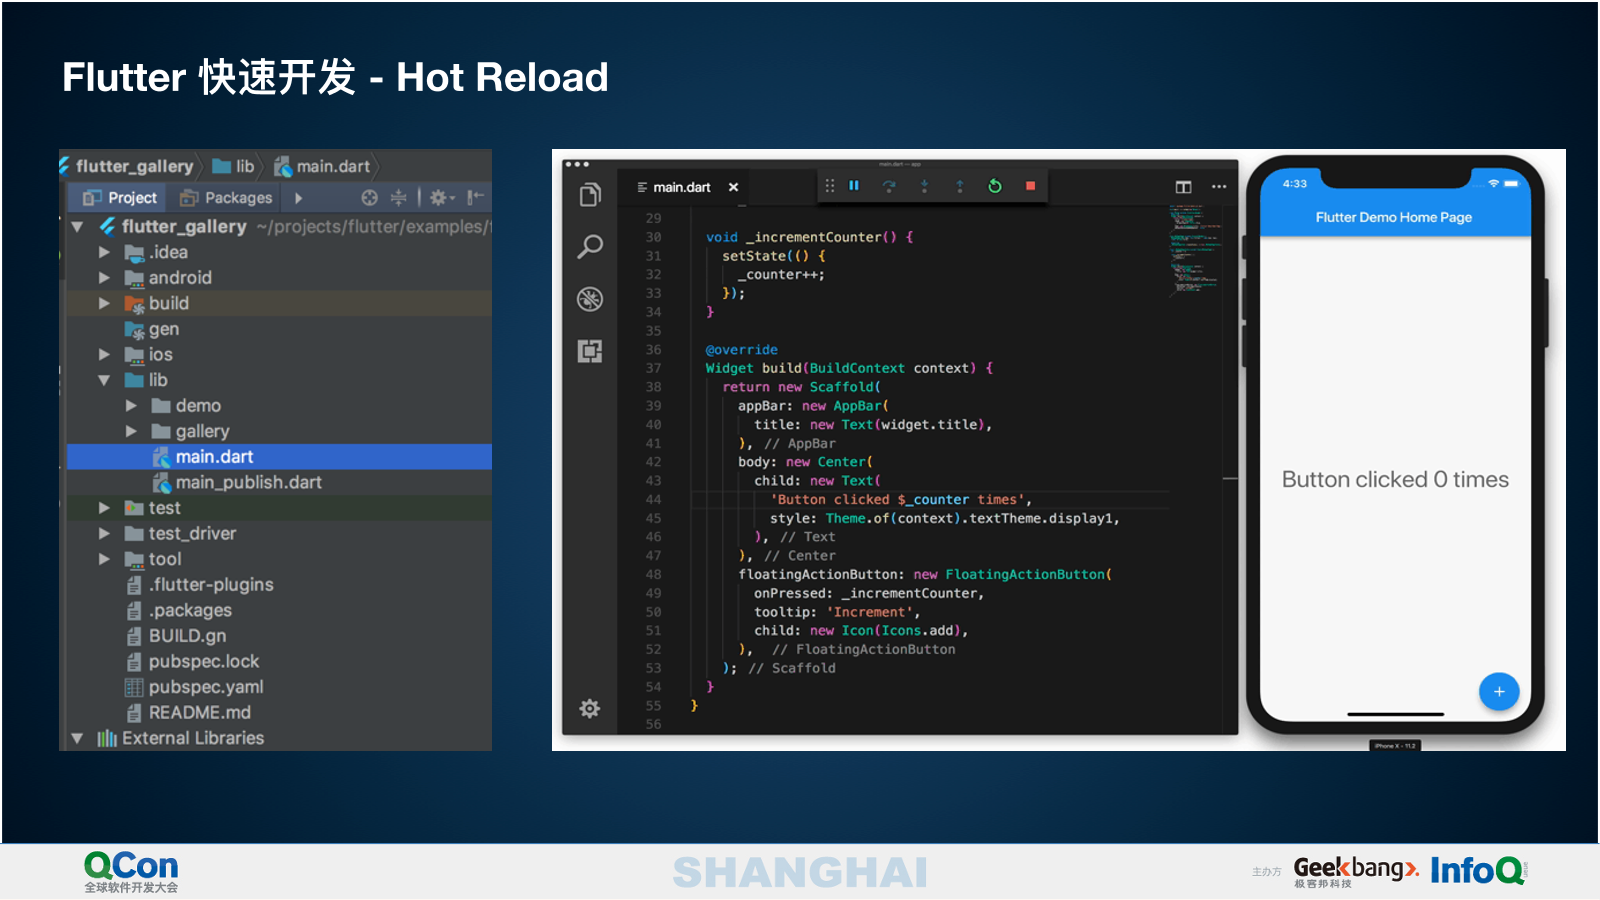 Flutter 快速开发 - Hot Reload
flutter_gallery lib main.dart
Project Packages
flutter_gallery ~/projects/flutter/examples/f
.idea
android
build
gen
ios
lib
demo
gallery
main.dart
main_publish.dart
test
test_driver
tool
.flutter-plugins
.packages
BUILD.gn
pubspec.lock
pubspec.yaml
README.md
External Libraries
main.dart — app
main.dart
29
30 void _incrementCounter() {
31 setState(() {
32 _counter++;
33 });
34 }
35
36 @override
37 Widget build(BuildContext context) {
38 return new Scaffold(
39 appBar: new AppBar(
40 title: new Text(widget.title),
41 ), // AppBar
42 body: new Center(
43 child: new Text(
44 'Button clicked $_counter times',
45 style: Theme.of(context).textTheme.display1,
46 ), // Text
47 ), // Center
48 floatingActionButton: new FloatingActionButton(
49 onPressed: _incrementCounter,
50 tooltip: 'Increment',
51 child: new Icon(Icons.add),
52 ), // FloatingActionButton
53 ); // Scaffold
54 }
55 }
56
4:33
Flutter Demo Home Page
Button clicked 0 times
+
iPhone X - 11.2
QCon
全球软件开发大会
SHANGHAI
主办方
Geekbang>.
极客邦科技
InfoQ